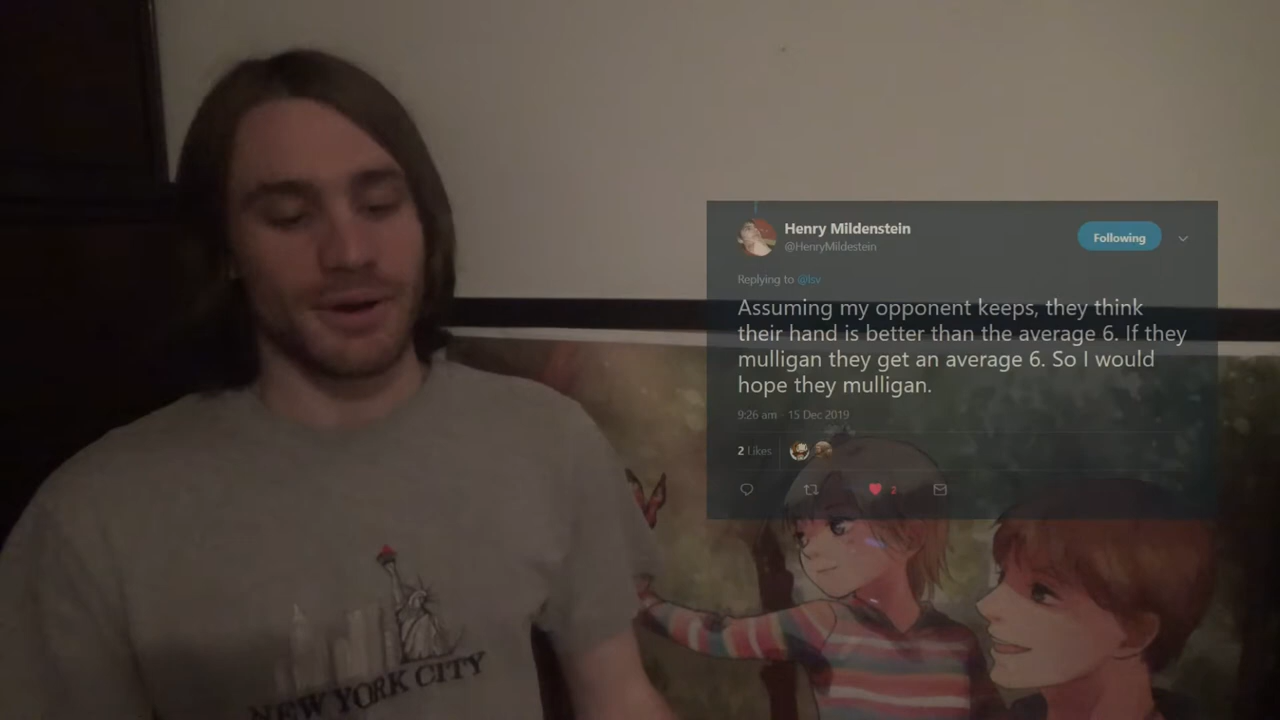 Henry Mildenstein
@HenryMildestein
Following
Replying to @lsv
Assuming my opponent keeps, they think
their hand is better than the average 6. If they
mulligan they get an average 6. So I would
hope they mulligan.
9:26 am · 15 Dec 2019
2 Likes
2
NEW YORK CITY